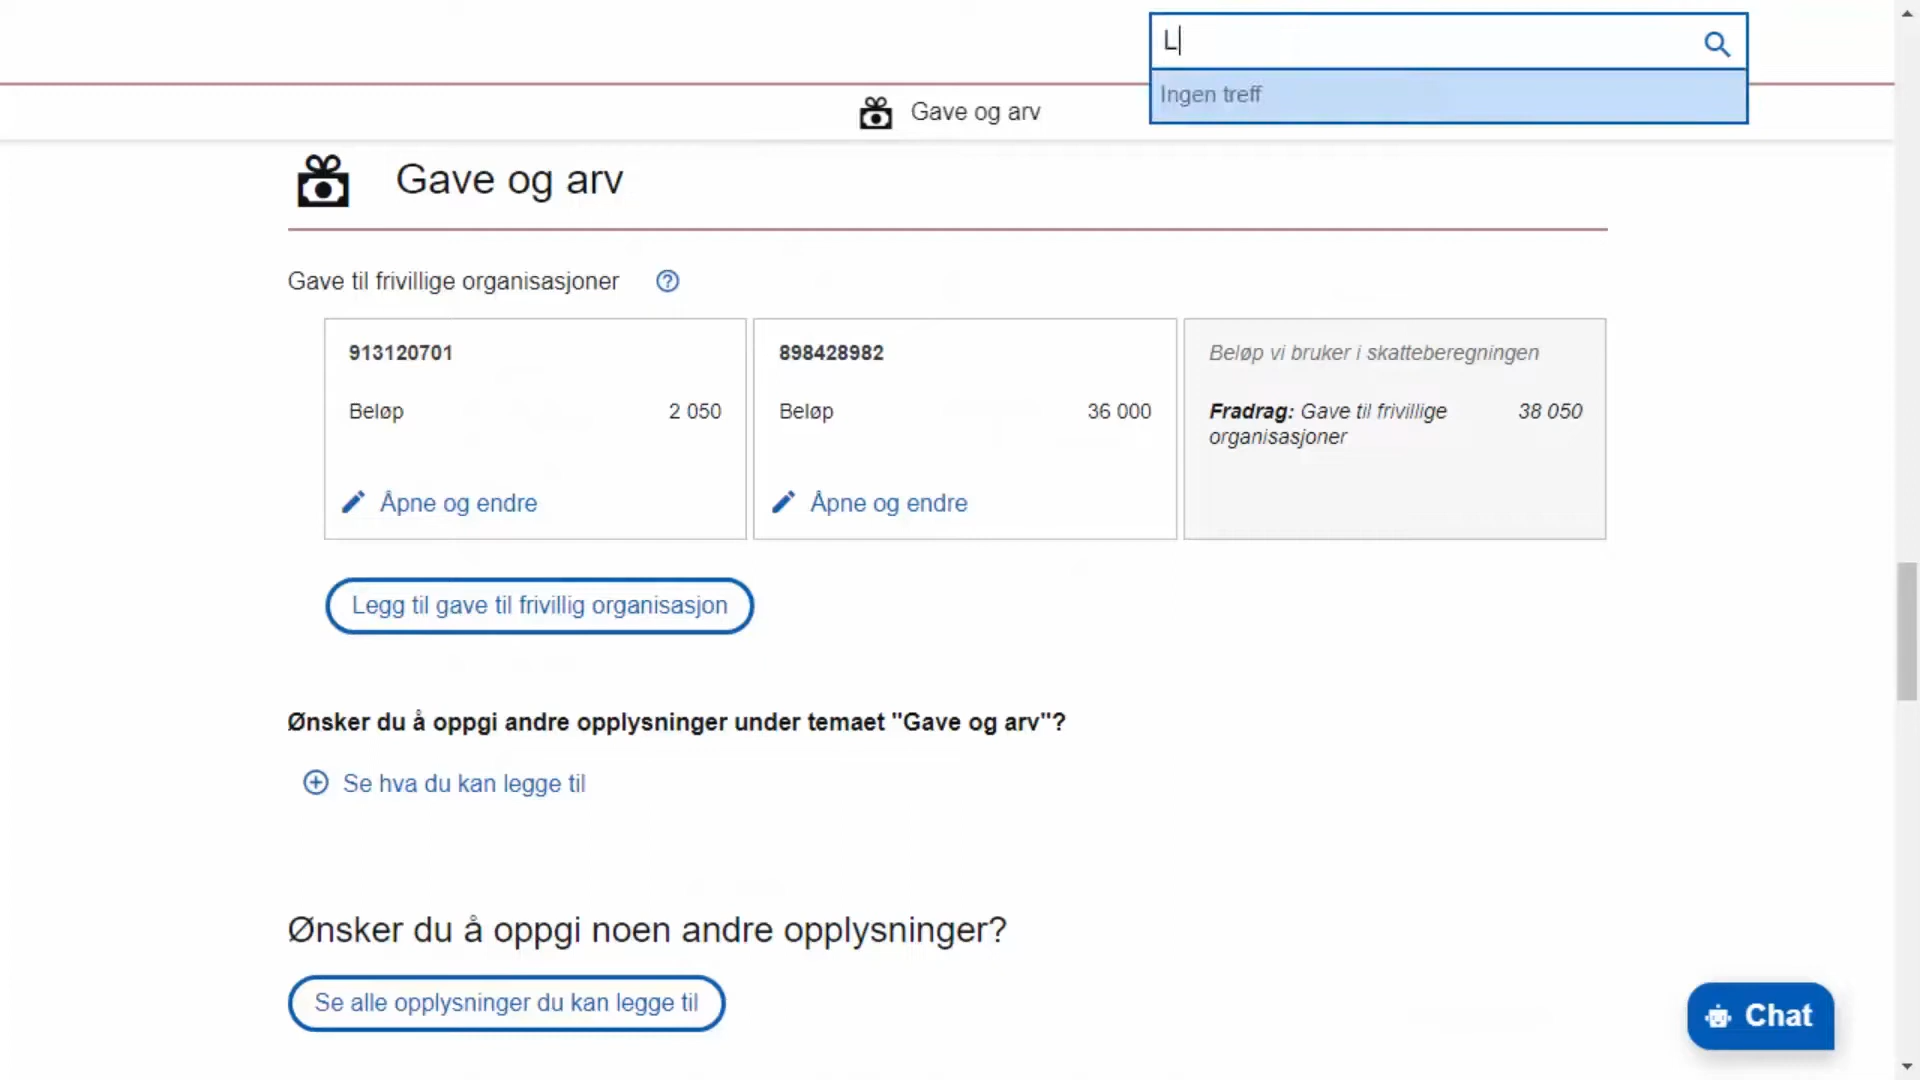 L
Ingen treff
Gave og arv
Gave og arv
Gave til frivillige organisasjoner
913120701
Beløp 2 050
Åpne og endre
898428982
Beløp 36 000
Åpne og endre
Beløp vi bruker i skatteberegningen
Fradrag: Gave til frivillige 38 050
organisasjoner
Legg til gave til frivillig organisasjon
Ønsker du å oppgi andre opplysninger under temaet "Gave og arv"?
Se hva du kan legge til
Ønsker du å oppgi noen andre opplysninger?
Se alle opplysninger du kan legge til
Chat